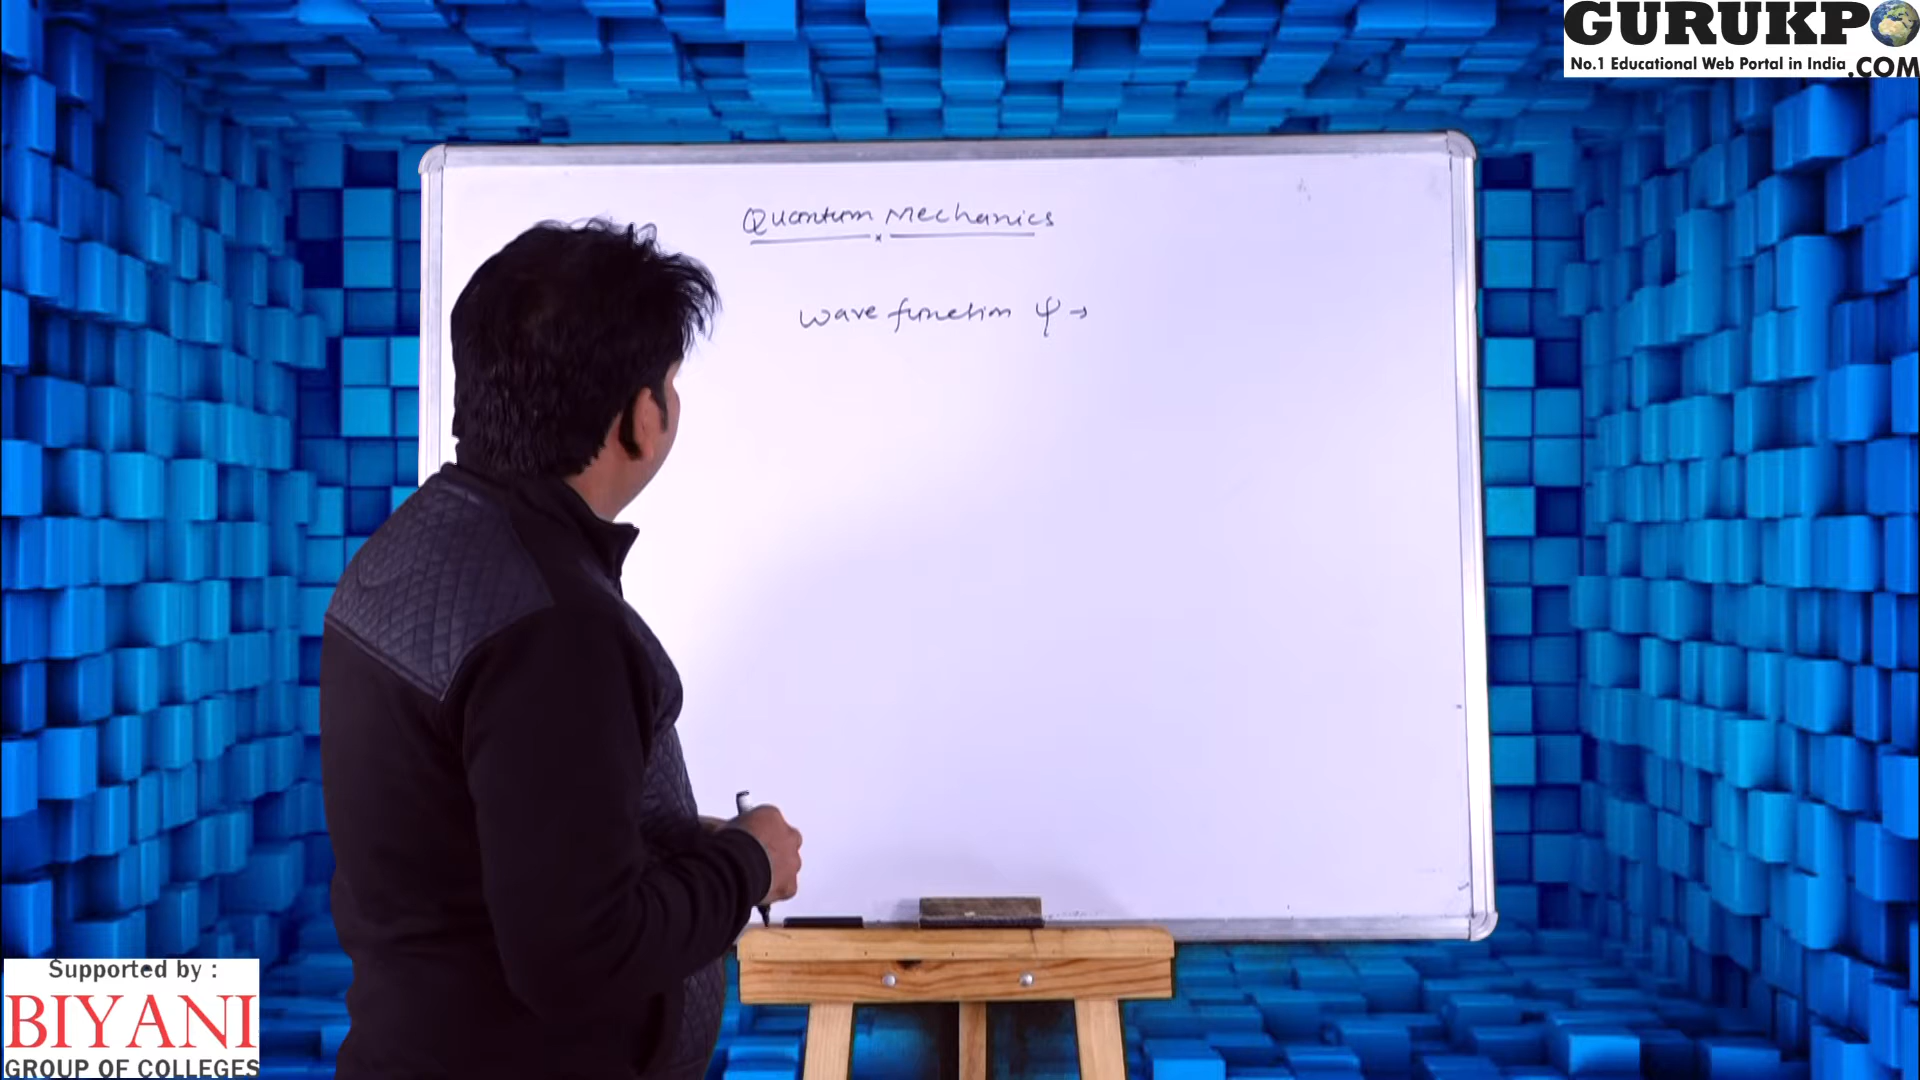 GURUKPO
No.1 Educational Web Portal in India .COM
Quantum Mechanics
wave function ψ →
Supported by :
BIYANI
GROUP OF COLLEGES